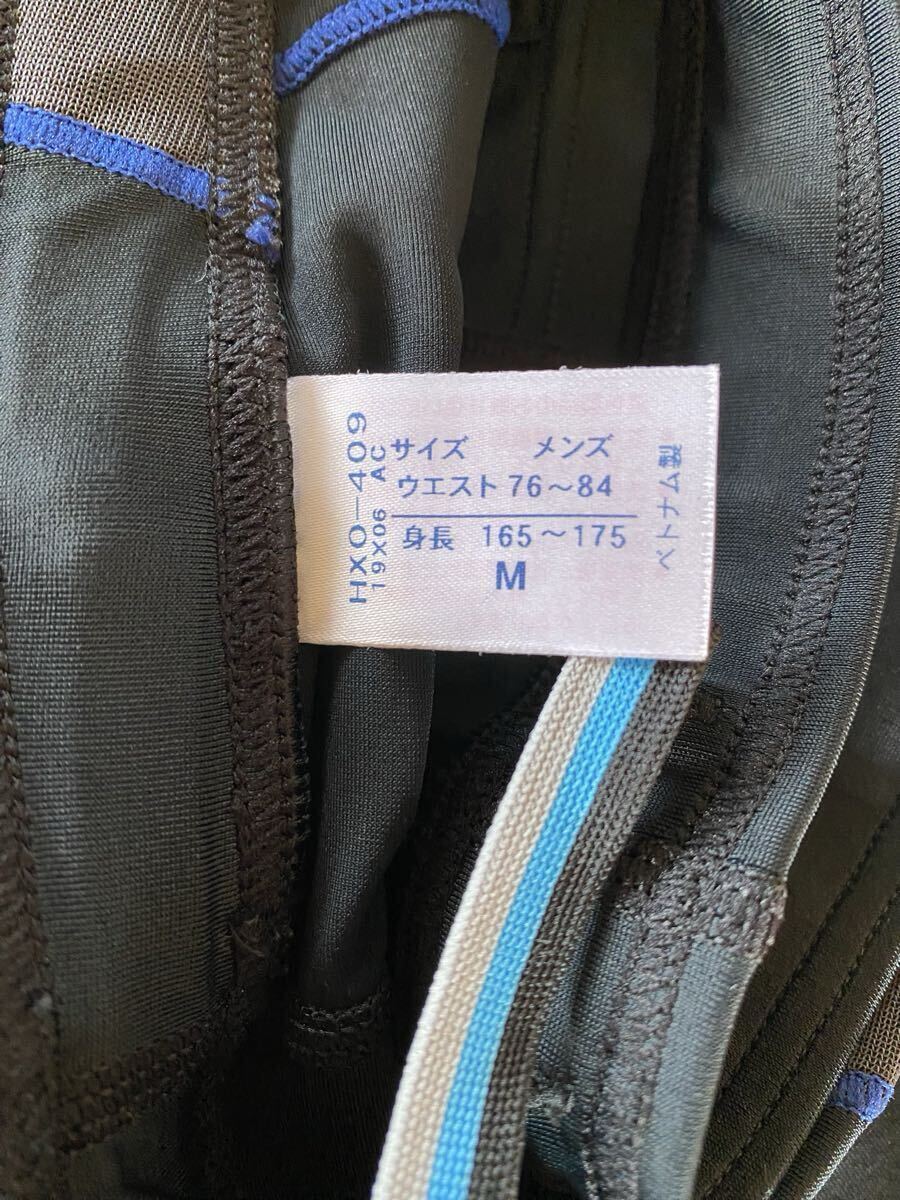 HXO-409
19X06 AC
サイズ メンズ
ウエスト 76～84
身長 165～175
M
ベトナム製